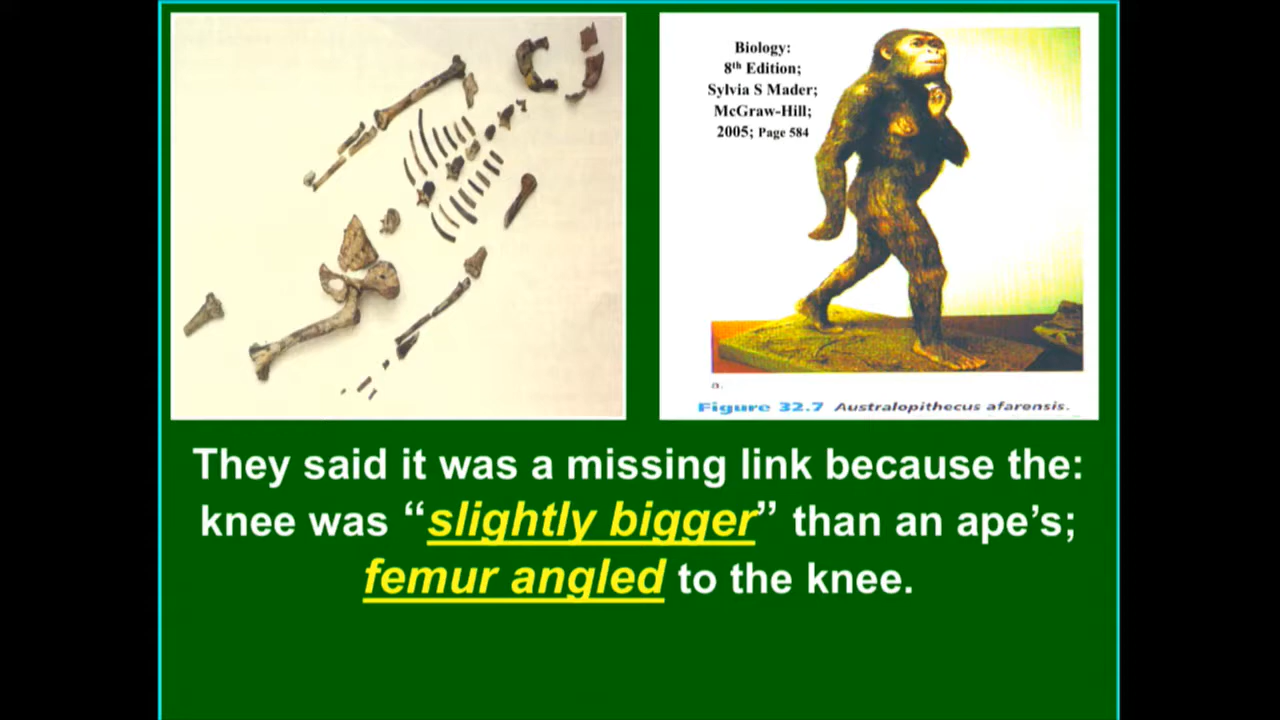 Biology:
8th Edition;
Sylvia S Mader;
McGraw-Hill;
2005; Page 584
a.
Figure 32.7 Australopithecus afarensis.
They said it was a missing link because the:
knee was “slightly bigger” than an ape’s;
femur angled to the knee.